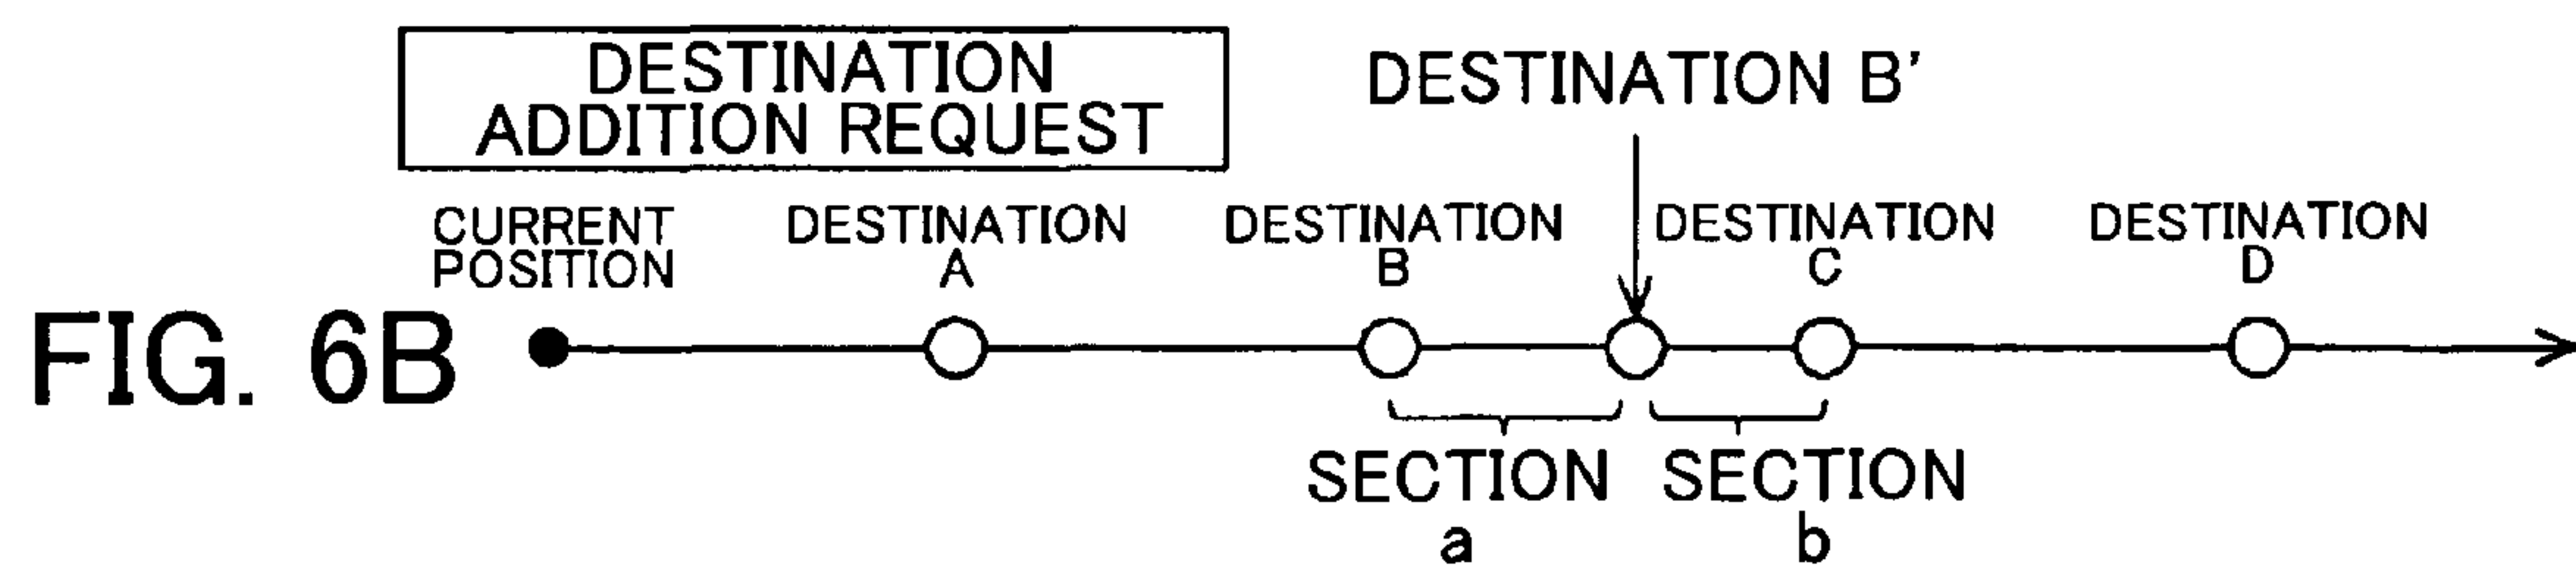 DESTINATION
ADDITION REQUEST
DESTINATION B'
CURRENT
POSITION
DESTINATION
A
DESTINATION
B
DESTINATION
C
DESTINATION
D
FIG. 6B
SECTION
a
SECTION
b